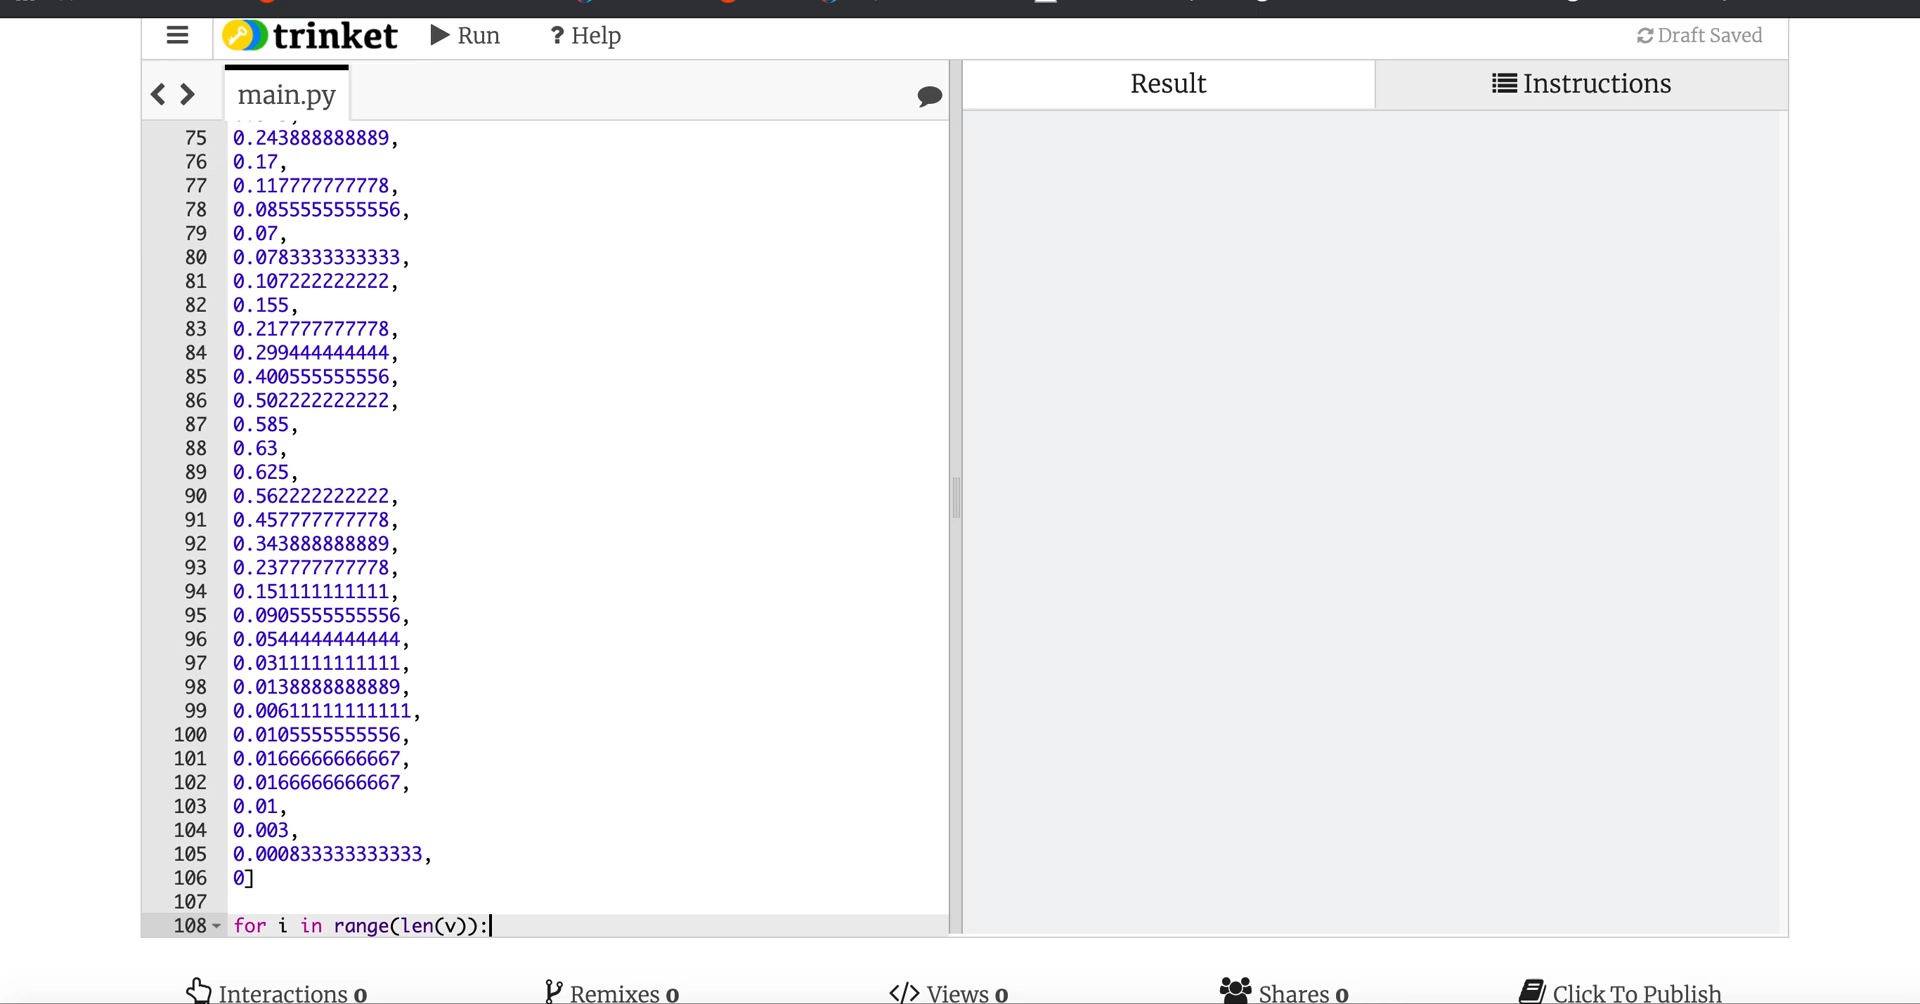 trinket
Run
? Help
Draft Saved
main.py
Result
Instructions
75 0.243888888889,
76 0.17,
77 0.117777777778,
78 0.0855555555556,
79 0.07,
80 0.0783333333333,
81 0.107222222222,
82 0.155,
83 0.217777777778,
84 0.299444444444,
85 0.400555555556,
86 0.502222222222,
87 0.585,
88 0.63,
89 0.625,
90 0.562222222222,
91 0.457777777778,
92 0.343888888889,
93 0.237777777778,
94 0.151111111111,
95 0.0905555555556,
96 0.0544444444444,
97 0.0311111111111,
98 0.0138888888889,
99 0.00611111111111,
100 0.0105555555556,
101 0.0166666666667,
102 0.0166666666667,
103 0.01,
104 0.003,
105 0.000833333333333,
106 0]
107
108 for i in range(len(v)):
Interactions 0
Remixes 0
</> Views 0
Shares 0
Click To Publish